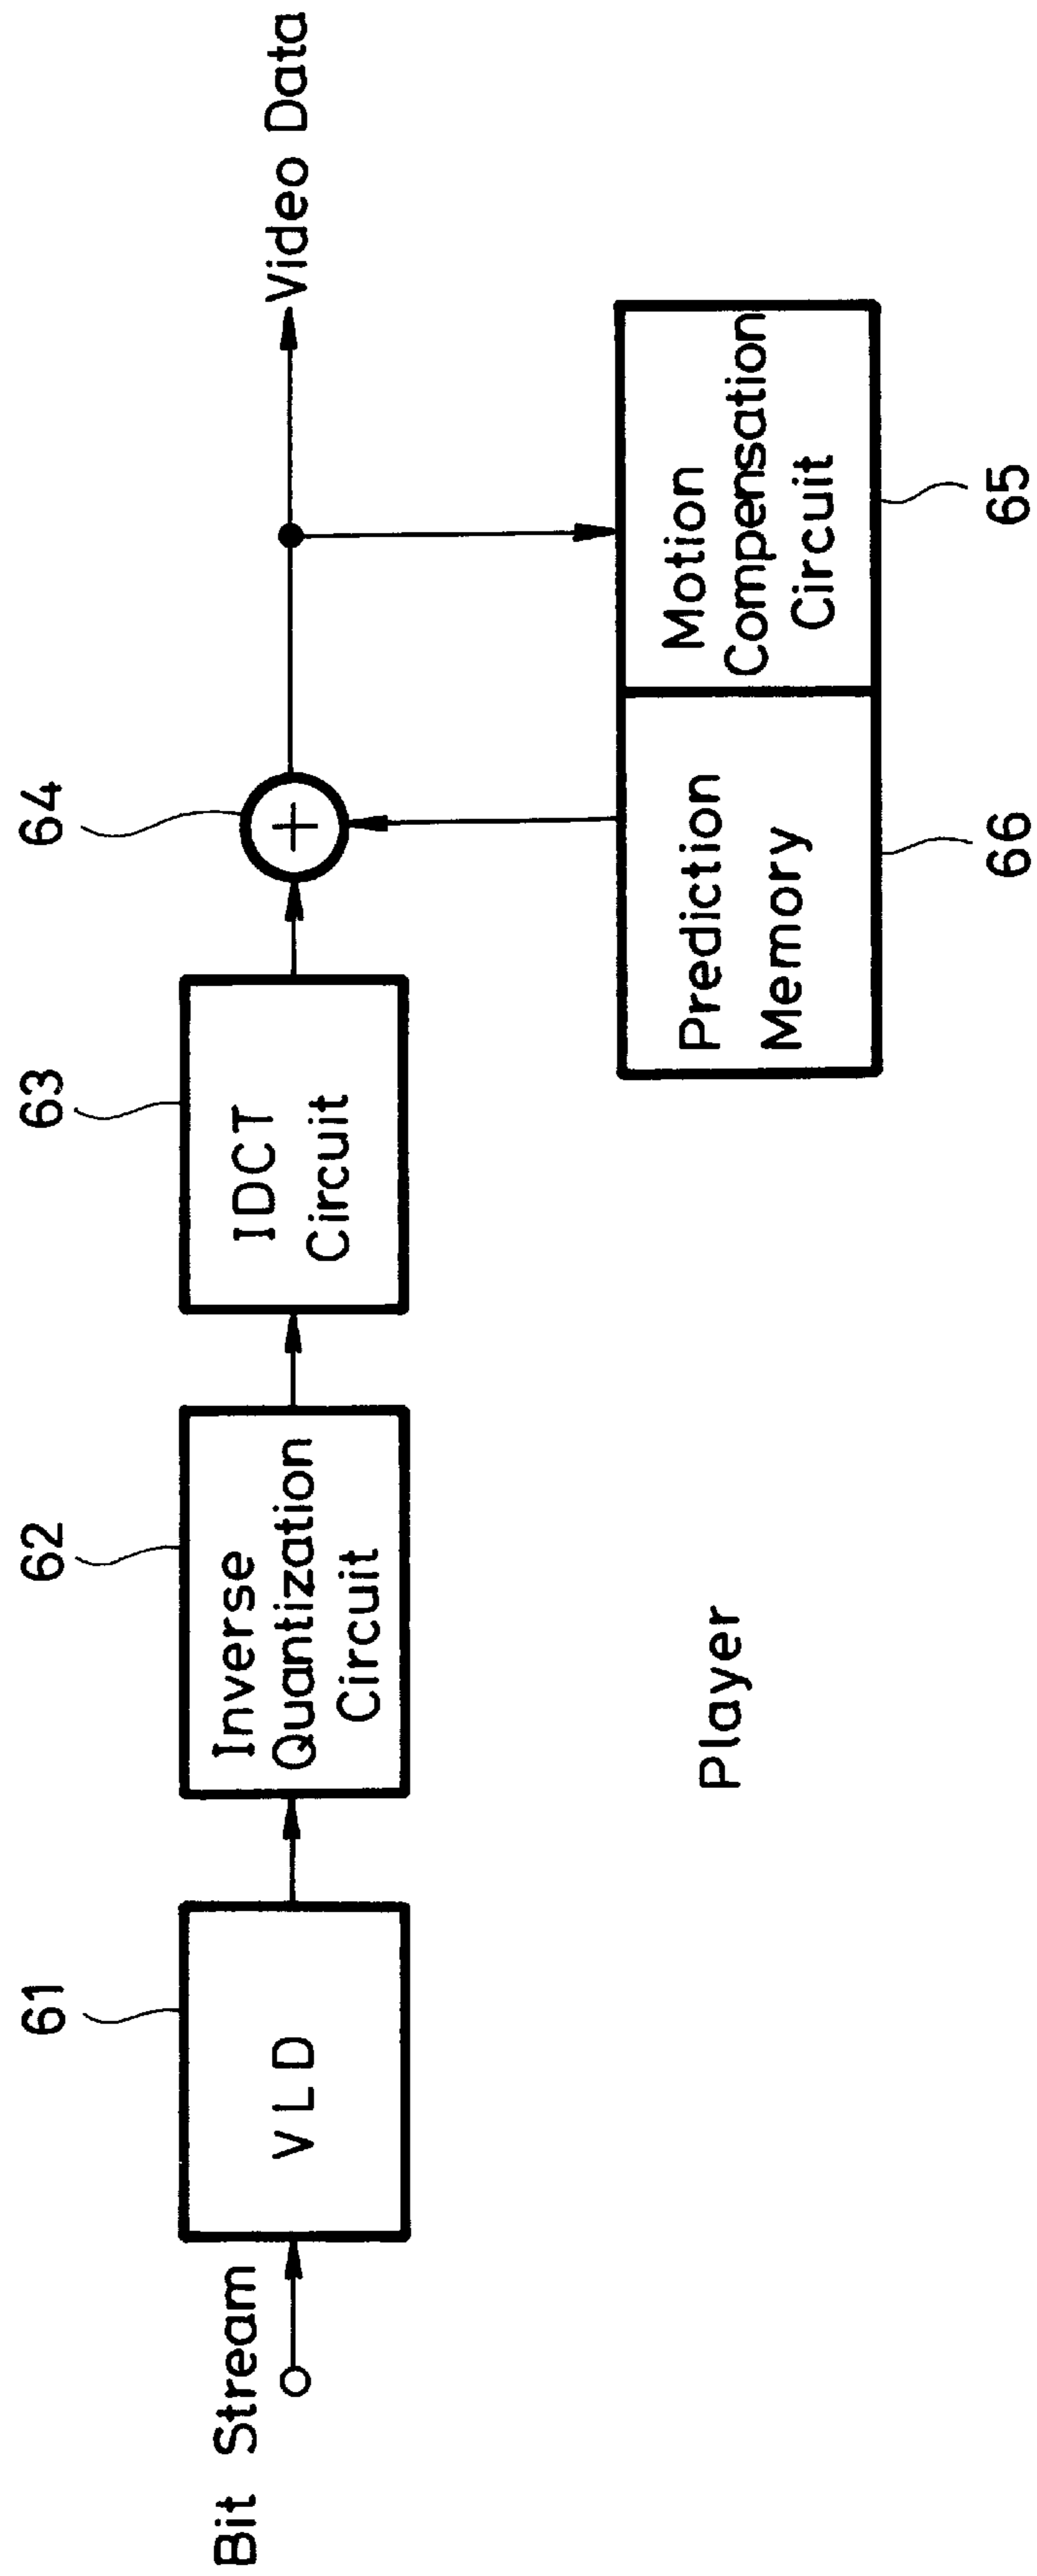 61
62
63
64
Bit Stream
VLD
Inverse
Quantization
Circuit
IDCT
Circuit
+
Video Data
Prediction
Memory
Motion
Compensation
Circuit
66
65
Player